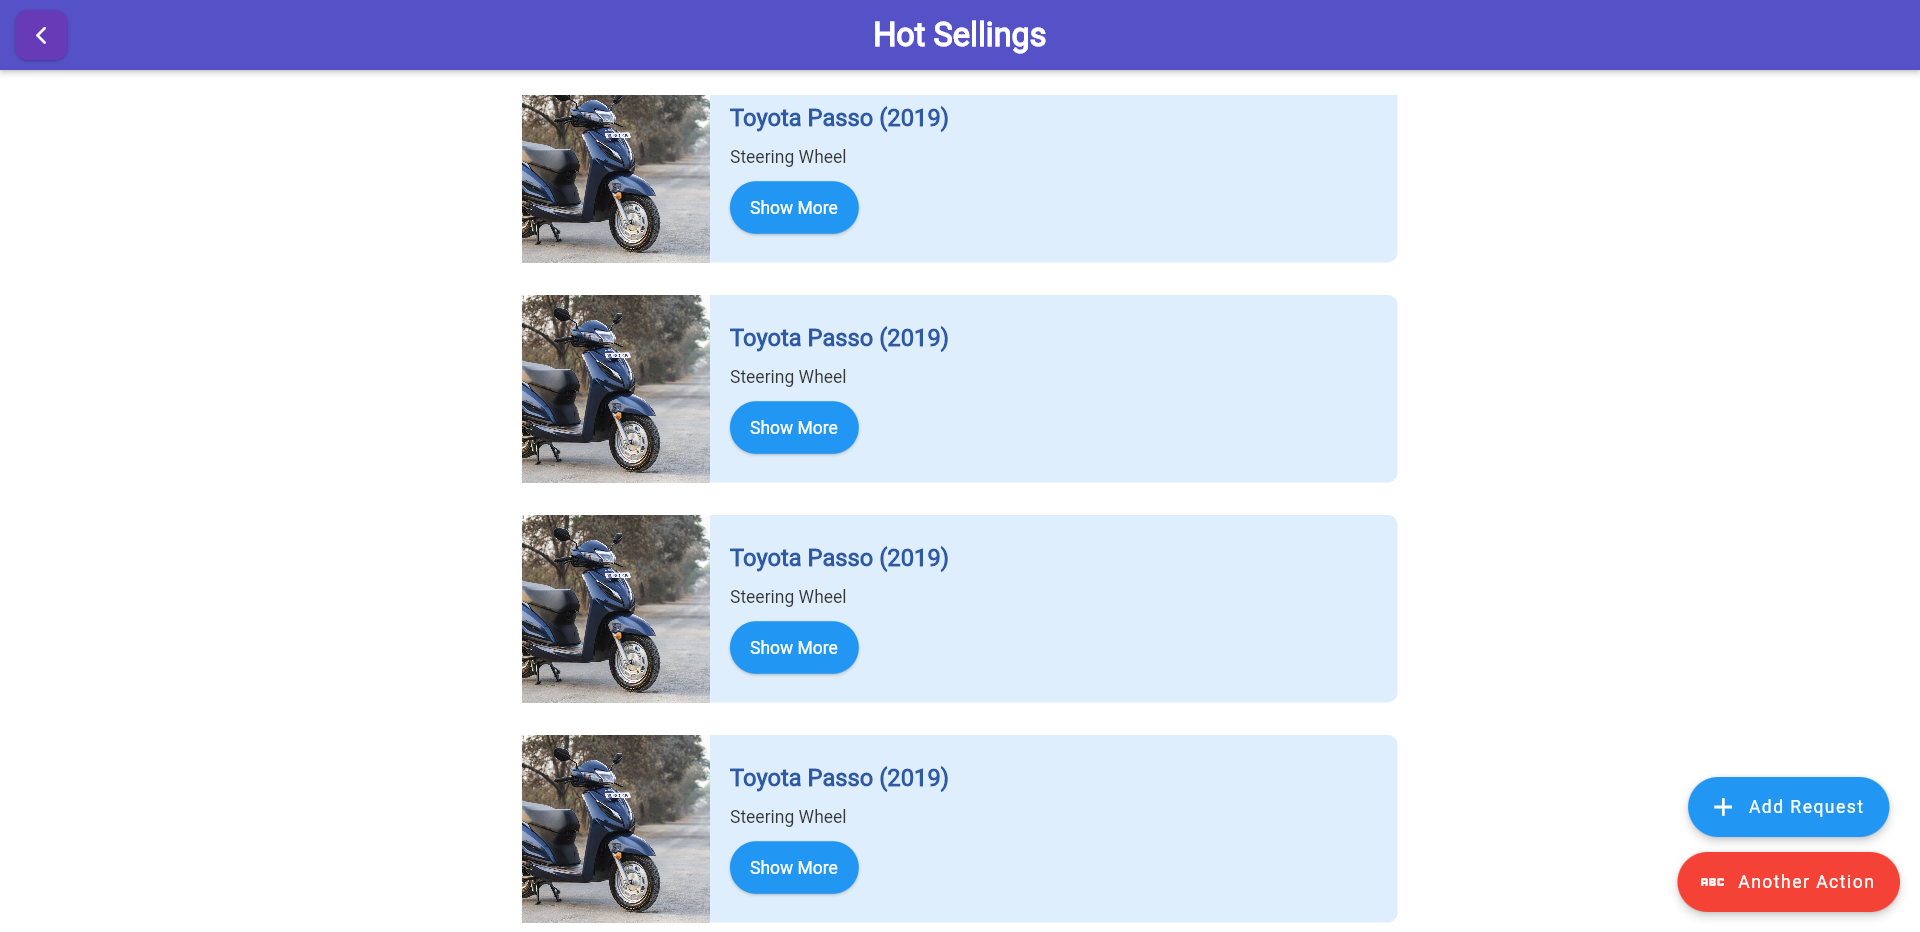 Hot Sellings
Toyota Passo (2019)
Steering Wheel
Show More
Toyota Passo (2019)
Steering Wheel
Show More
Toyota Passo (2019)
Steering Wheel
Show More
Toyota Passo (2019)
Steering Wheel
Show More
Add Request
ABC Another Action